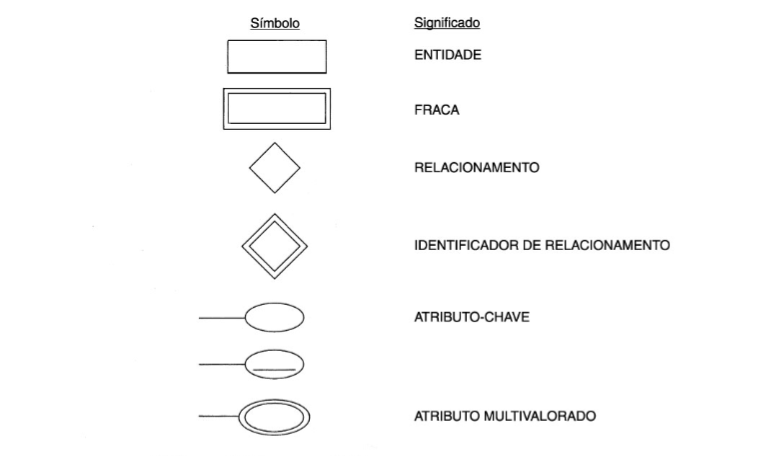 Símbolo Significado
ENTIDADE
FRACA
RELACIONAMENTO
IDENTIFICADOR DE RELACIONAMENTO
ATRIBUTO-CHAVE
ATRIBUTO MULTIVALORADO